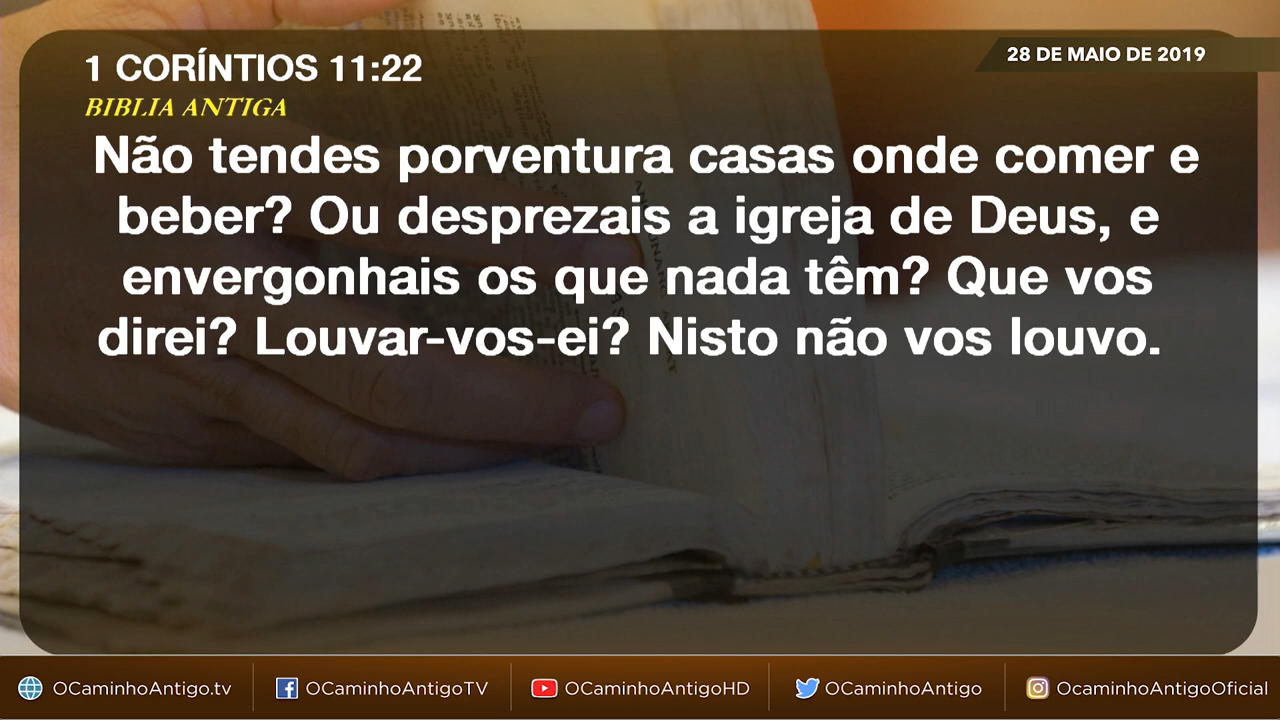 1 CORÍNTIOS 11:22
28 DE MAIO DE 2019
BIBLIA ANTIGA
Não tendes porventura casas onde comer e
beber? Ou desprezais a igreja de Deus, e
envergonhais os que nada têm? Que vos
direi? Louvar-vos-ei? Nisto não vos louvo.
OCaminhoAntigo.tv
OCaminhoAntigoTV
OCaminhoAntigoHD
OCaminhoAntigo
OcaminhoAntigoOficial